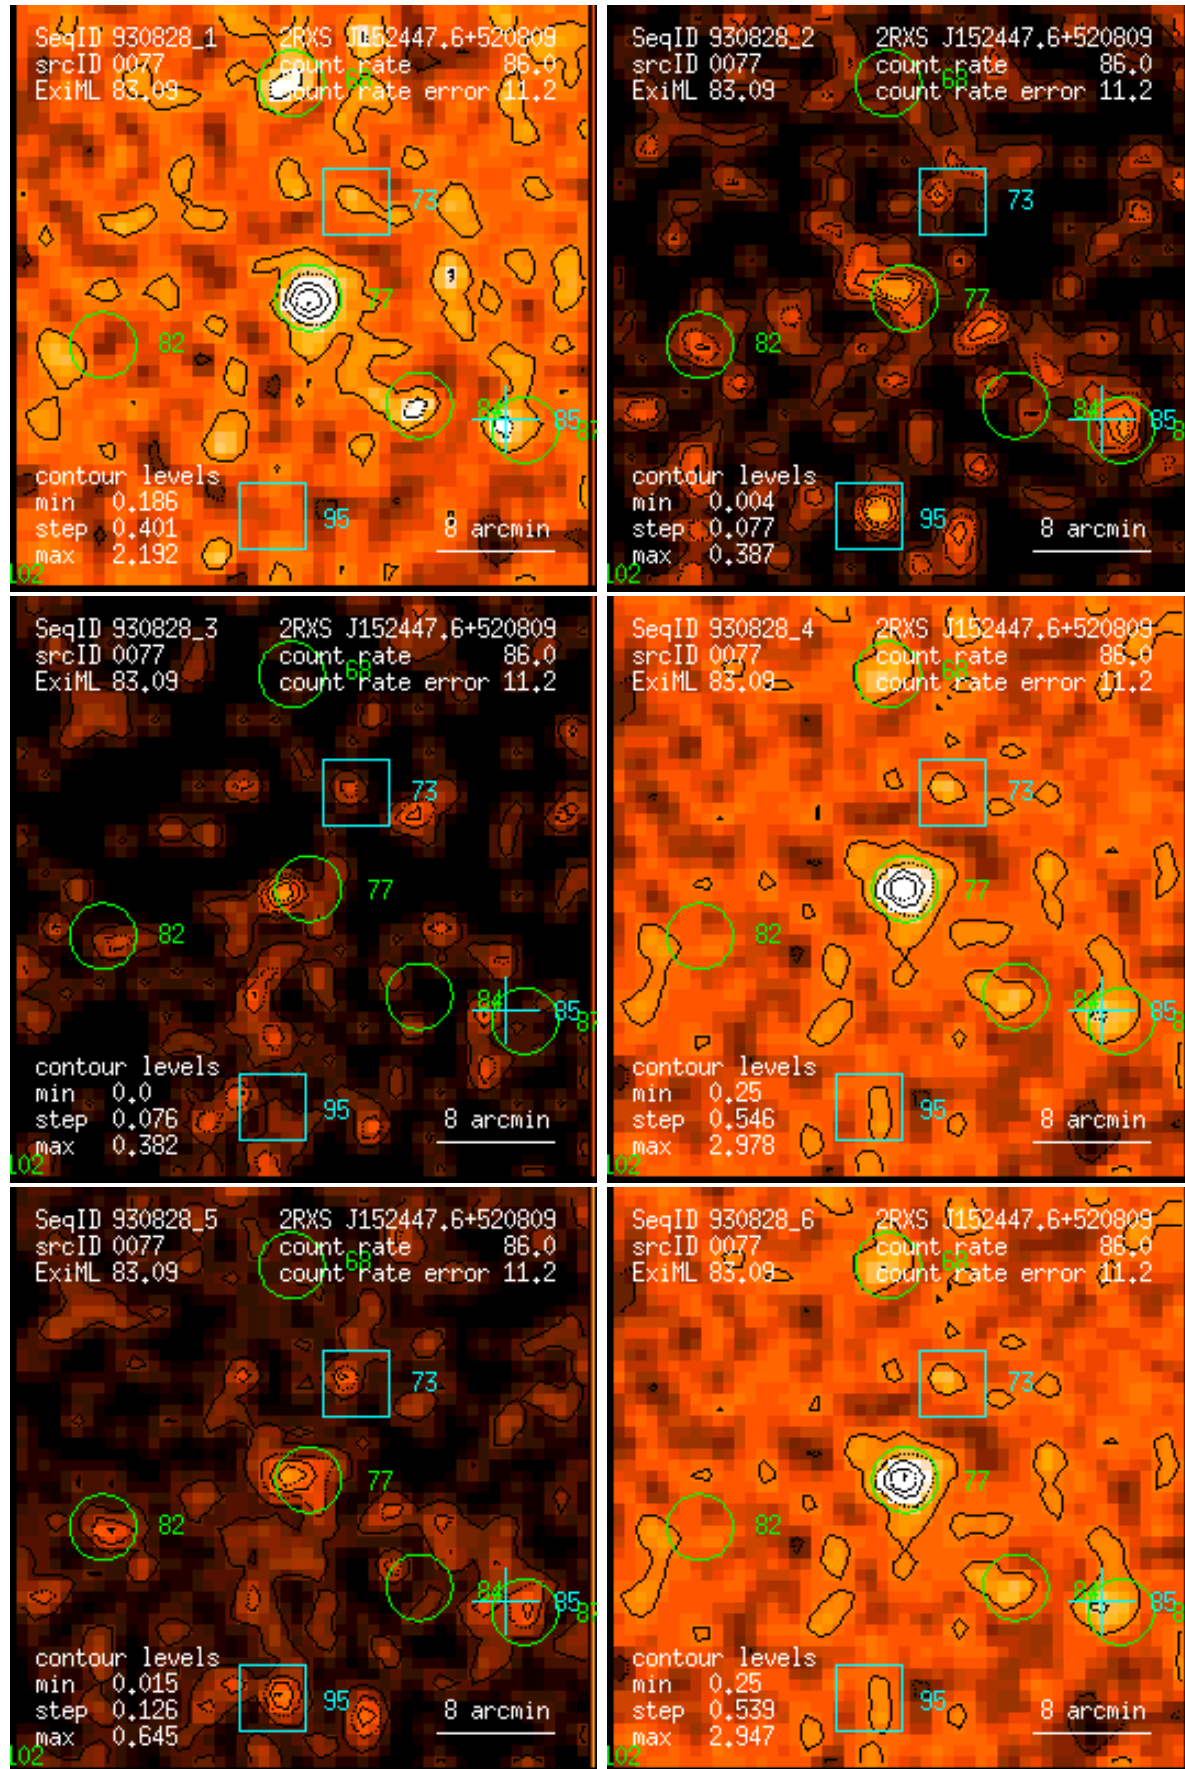 SeqID 930828_1 2RXS J152447.6+520809
srcID 0077 count rate 86.0
68
ExiML 83.09 count rate error 11.2
73
77
82
84 85
87
contour levels
min 0.186
95
step 0.401 8 arcmin
max 2.192
102
SeqID 930828_2 2RXS J152447.6+520809
srcID 0077 count rate 86.0
68
ExiML 83.09 count rate error 11.2
73
77
82
84 85
contour levels
min 0.004
95
step 0.077 8 arcmin
max 0.387
102
SeqID 930828_3 2RXS J152447.6+520809
srcID 0077 count rate 86.0
68
ExiML 83.09 count rate error 11.2
73
77
82
84 85
87
contour levels
min 0.0
95
step 0.076 8 arcmin
max 0.382
102
SeqID 930828_4 2RXS J152447.6+520809
srcID 0077 count rate 86.0
68
ExiML 83.09 count rate error 11.2
73
77
82
84 85
contour levels
min 0.25
95
step 0.546 8 arcmin
max 2.978
102
SeqID 930828_5 2RXS J152447.6+520809
srcID 0077 count rate 86.0
68
ExiML 83.09 count rate error 11.2
73
77
82
84 85
87
contour levels
min 0.015
95
step 0.126 8 arcmin
max 0.645
102
SeqID 930828_6 2RXS J152447.6+520809
srcID 0077 count rate 86.0
68
ExiML 83.09 count rate error 11.2
73
77
82
84 85
contour levels
min 0.25
95
step 0.539 8 arcmin
max 2.947
102